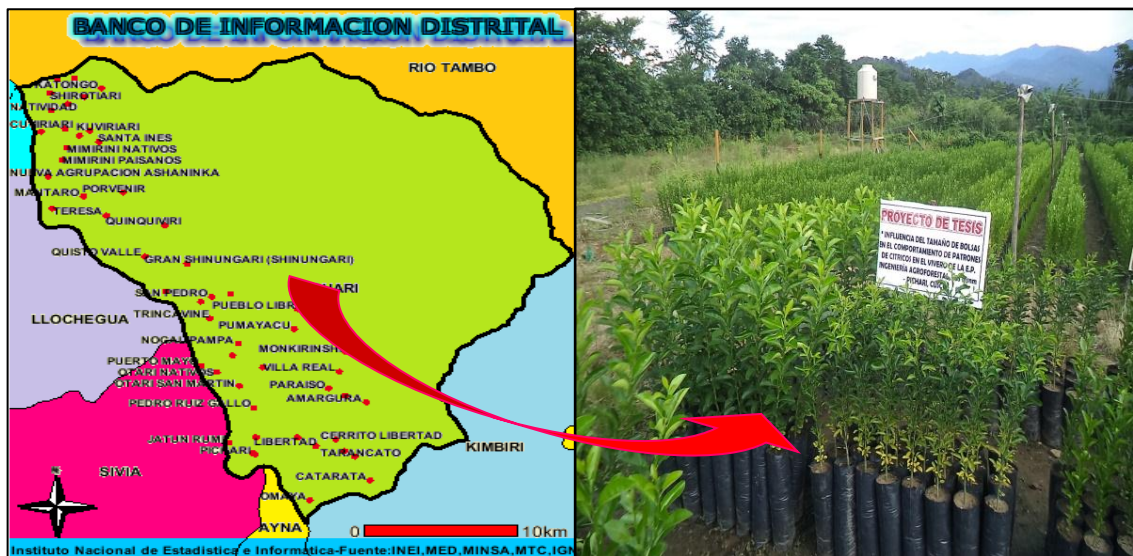 BANCO DE INFORMACION DISTRITAL
RIO TAMBO
KATONGO
SHIROTIARI
NATIVIDAD
KUVIRIARI
SANTA INES
MIMIRINI NATIVOS
MIMIRINI PAISANOS
NUEVA AGRUPACION ASHANINKA
MANTARO
PORVENIR
TERESA
QUINQUIVIRI
QUISTO VALLE
GRAN SHINUNGARI (SHINUNGARI)
SAN PEDRO
PUEBLO LIBR
TRINCAVINE
LLOCHEGUA
PUMAYACU
NOGALPAMPA
MONKIRINSH
PUERTO MAYO
VILLA REAL
OTARI NATIVOS
OTARI SAN MARTIN
PARAISO
AMARGURA
PEDRO RUIZ GALLO
JATUN RUMI
LIBERTAD
CERRITO LIBERTAD
PICHARI
TARANCATO
KIMBIRI
SIVIA
CATARATA
OMAYA
AYNA
0 10km
Instituto Nacional de Estadistica e Informática-Fuente:INEI,MED,MINSA,MTC,IGN
PROYECTO DE TESIS
"INFLUENCIA DEL TAMAÑO DE BOLSAS
EN EL COMPORTAMIENTO DE PATRONES
DE CITRICOS EN EL VIVERO DE LA E.P.
INGENIERÍA AGROFORESTAL
- PICHARI, CUSCO